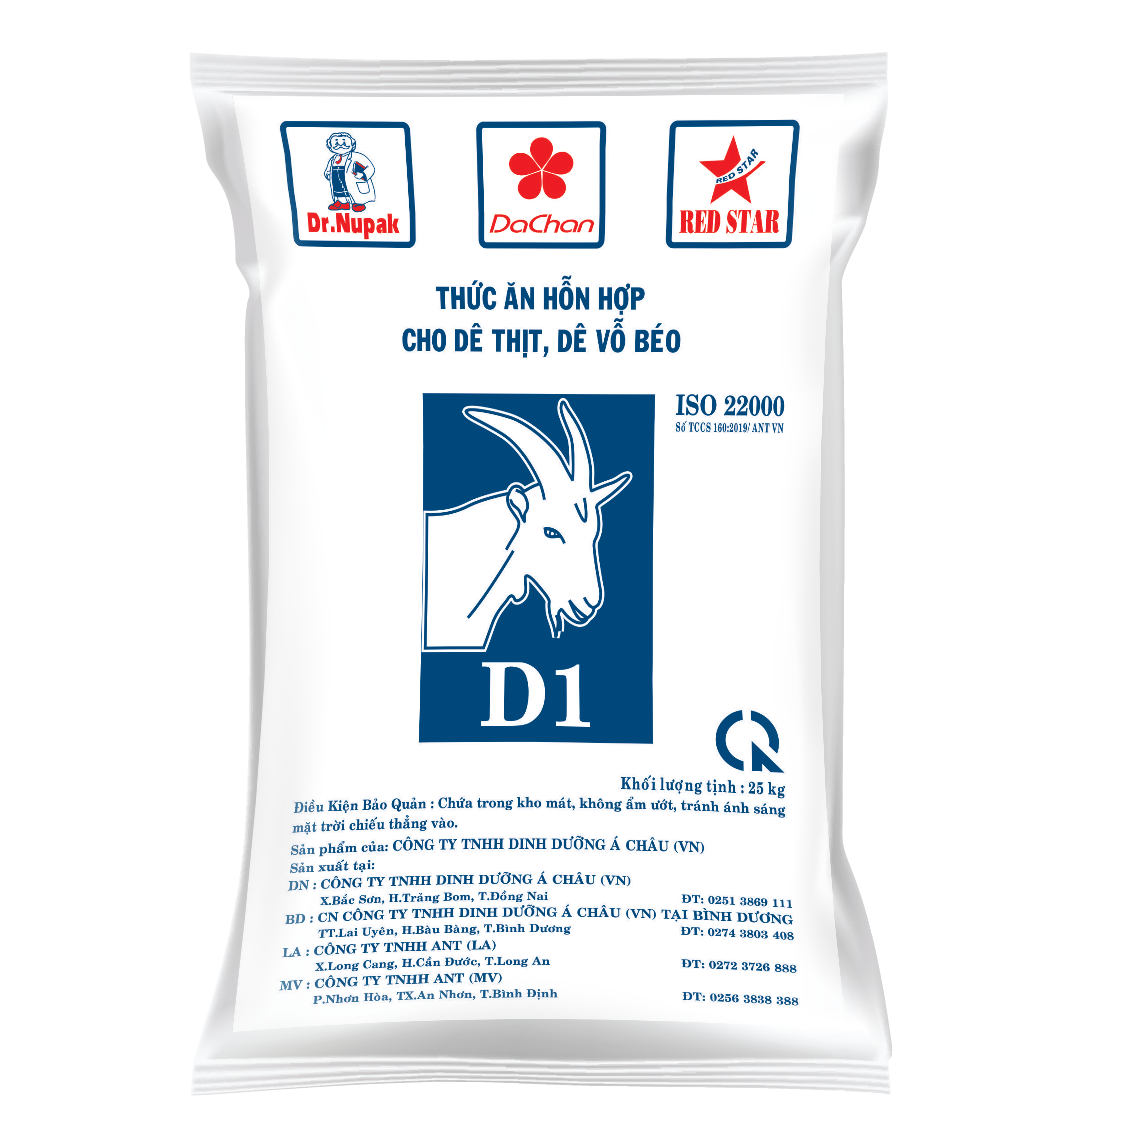 Dr.Nupak
DaChan
RED STAR
RED STAR
THỨC ĂN HỖN HỢP
CHO DÊ THỊT, DÊ VỖ BÉO
ISO 22000
Số TCCS 160:2019/ ANT VN
D1
Khối lượng tịnh : 25 kg
Điều Kiện Bảo Quản : Chứa trong kho mát, không ẩm ướt, tránh ánh sáng
mặt trời chiếu thẳng vào.
Sản phẩm của: CÔNG TY TNHH DINH DƯỠNG Á CHÂU (VN)
Sản xuất tại:
DN : CÔNG TY TNHH DINH DƯỠNG Á CHÂU (VN)
X.Bắc Sơn, H.Trảng Bom, T.Đồng Nai ĐT: 0251 3869 111
BD : CN CÔNG TY TNHH DINH DƯỠNG Á CHÂU (VN) TẠI BÌNH DƯƠNG
TT.Lai Uyên, H.Bàu Bàng, T.Bình Dương ĐT: 0274 3803 408
LA : CÔNG TY TNHH ANT (LA)
X.Long Cang, H.Cần Đước, T.Long An ĐT: 0272 3726 888
MV : CÔNG TY TNHH ANT (MV)
P.Nhơn Hòa, TX.An Nhơn, T.Bình Định ĐT: 0256 3838 388